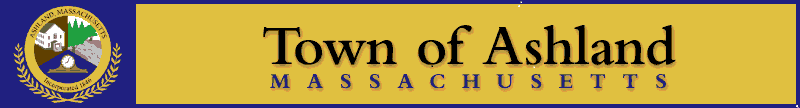 ASHLAND, MASSACHUSETTS
Incorporated 1846
Town of Ashland
MASSACHUSETTS